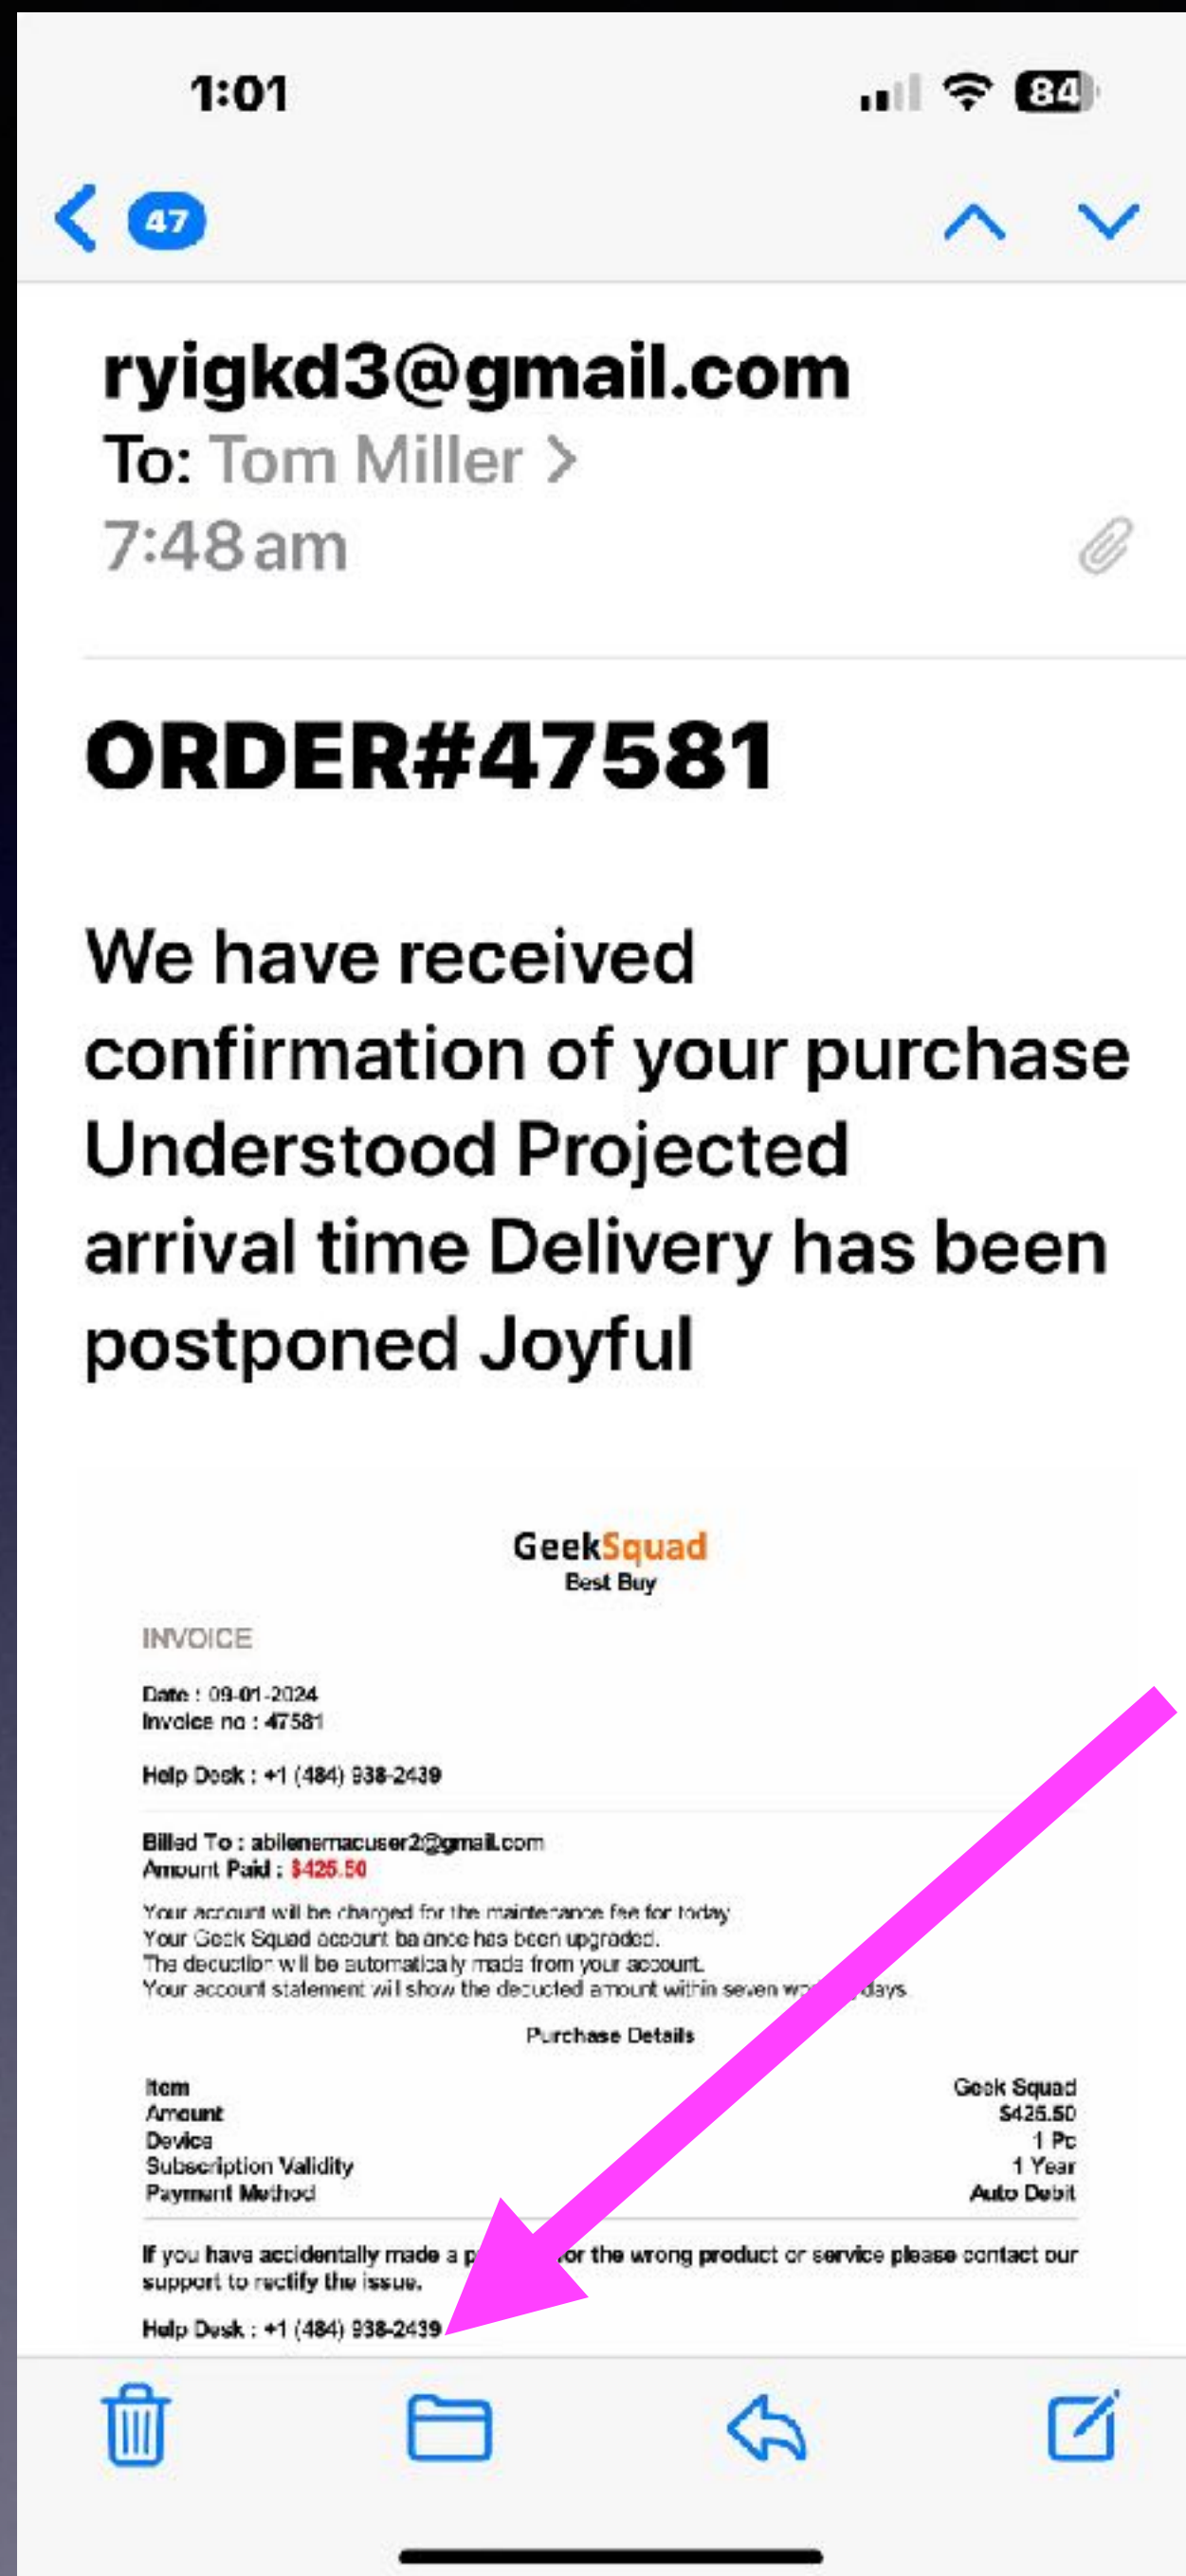 1:01
84
47
ryigkd3@gmail.com
To: Tom Miller >
7:48 am
ORDER#47581
We have received
confirmation of your purchase
Understood Projected
arrival time Delivery has been
postponed Joyful
GeekSquad
Best Buy
INVOICE
Date : 09-01-2024
Invoice no : 47581
Help Desk : +1 (484) 938-2439
Billed To : abilenemacuser2@gmail.com
Amount Paid : $425.50
Your account will be charged for the maintenance fee for today.
Your Geek Squad account balance has been upgraded.
The deduction will be automatically made from your account.
Your account statement will show the deducted amount within seven days.
Purchase Details
Item Geek Squad
Amount $425.50
Device 1 Pc
Subscription Validity 1 Year
Payment Method Auto Debit
If you have accidentally made a for the wrong product or service please contact our
support to rectify the issue.
Help Desk : +1 (484) 938-2439